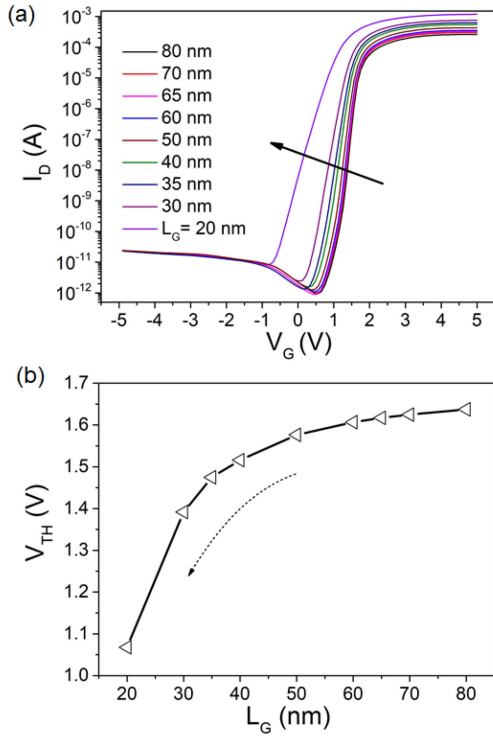 (a)
10⁻³
10⁻⁴
10⁻⁵
10⁻⁶
10⁻⁷
10⁻⁸
10⁻⁹
10⁻¹⁰
10⁻¹¹
10⁻¹²
I_D (A)
80 nm
70 nm
65 nm
60 nm
50 nm
40 nm
35 nm
30 nm
L_G= 20 nm
-5 -4 -3 -2 -1 0 1 2 3 4 5
V_G (V)
(b)
1.7
1.6
1.5
1.4
1.3
1.2
1.1
1.0
V_TH (V)
20 30 40 50 60 70 80
L_G (nm)